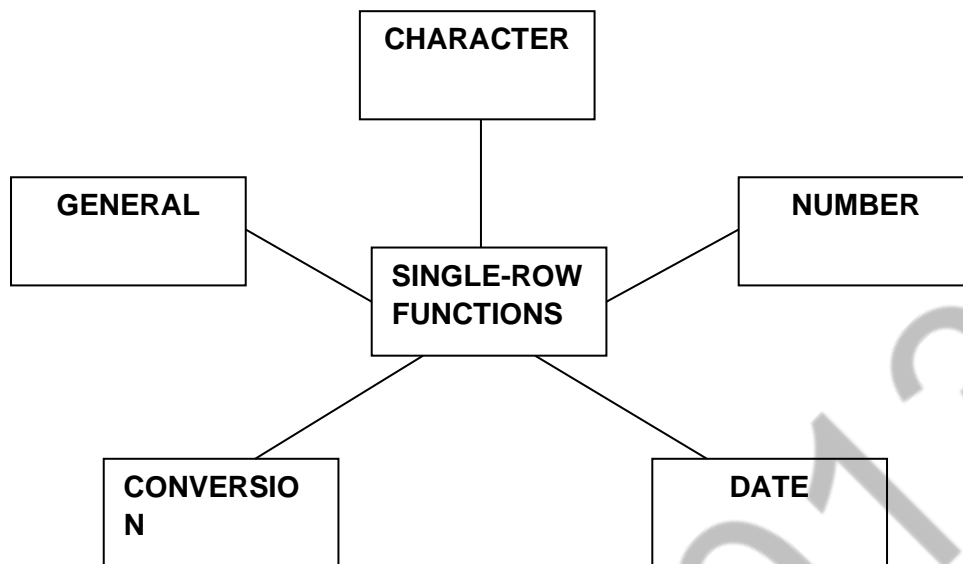 CHARACTER
GENERAL
NUMBER
SINGLE-ROW
FUNCTIONS
CONVERSIO
N
DATE